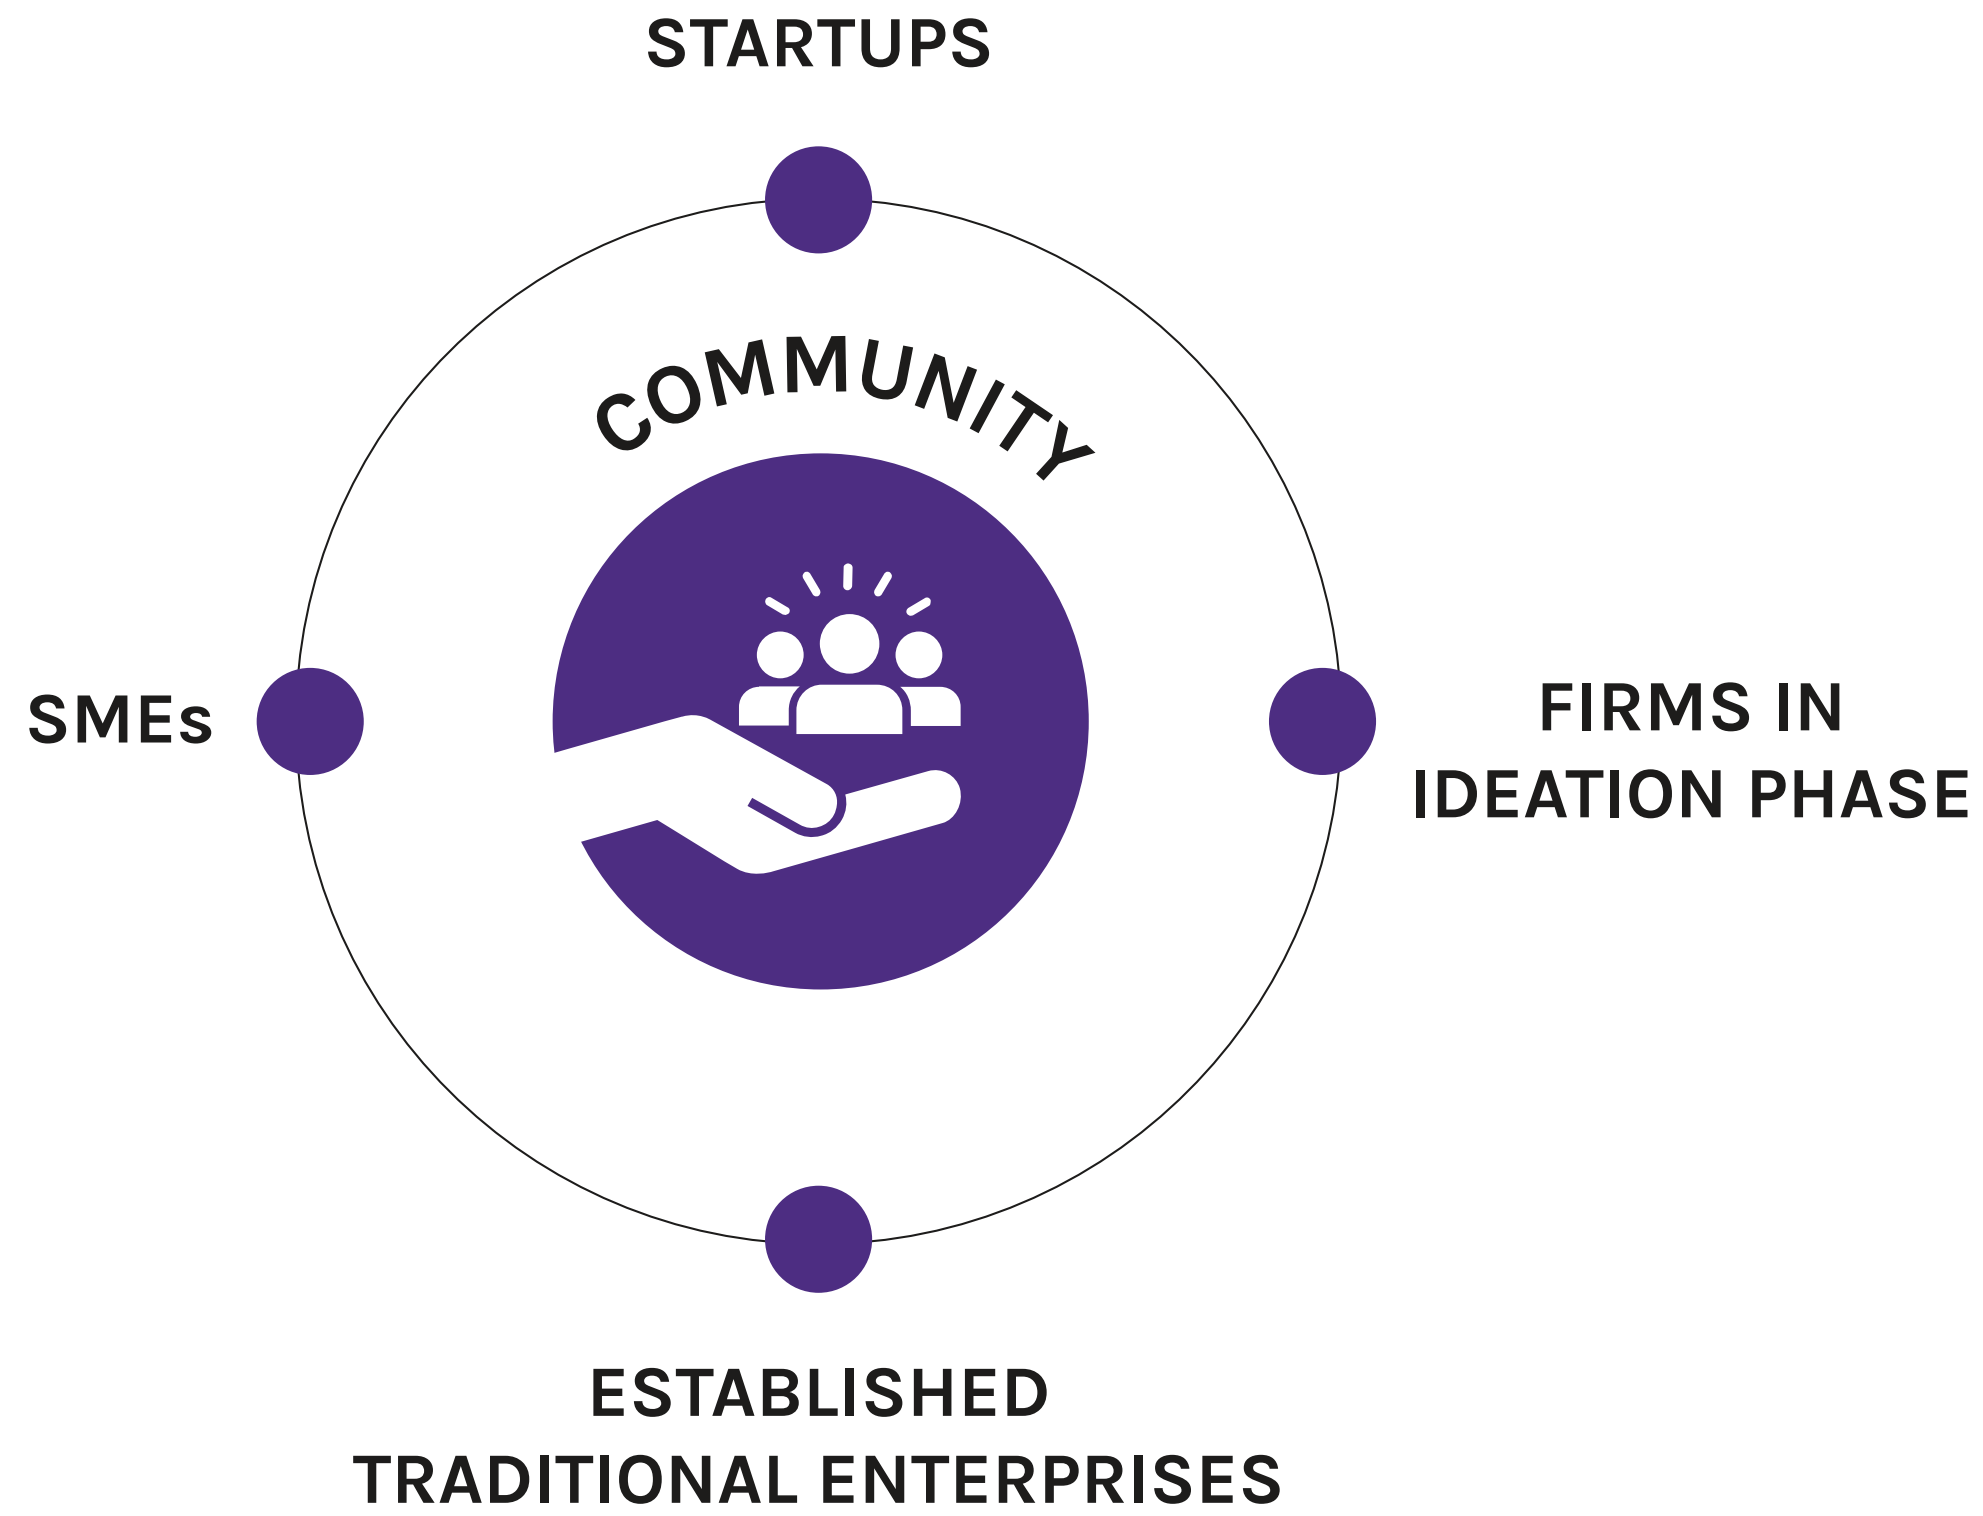 STARTUPS
COMMUNITY
SMEs
FIRMS IN
IDEATION PHASE
ESTABLISHED
TRADITIONAL ENTERPRISES